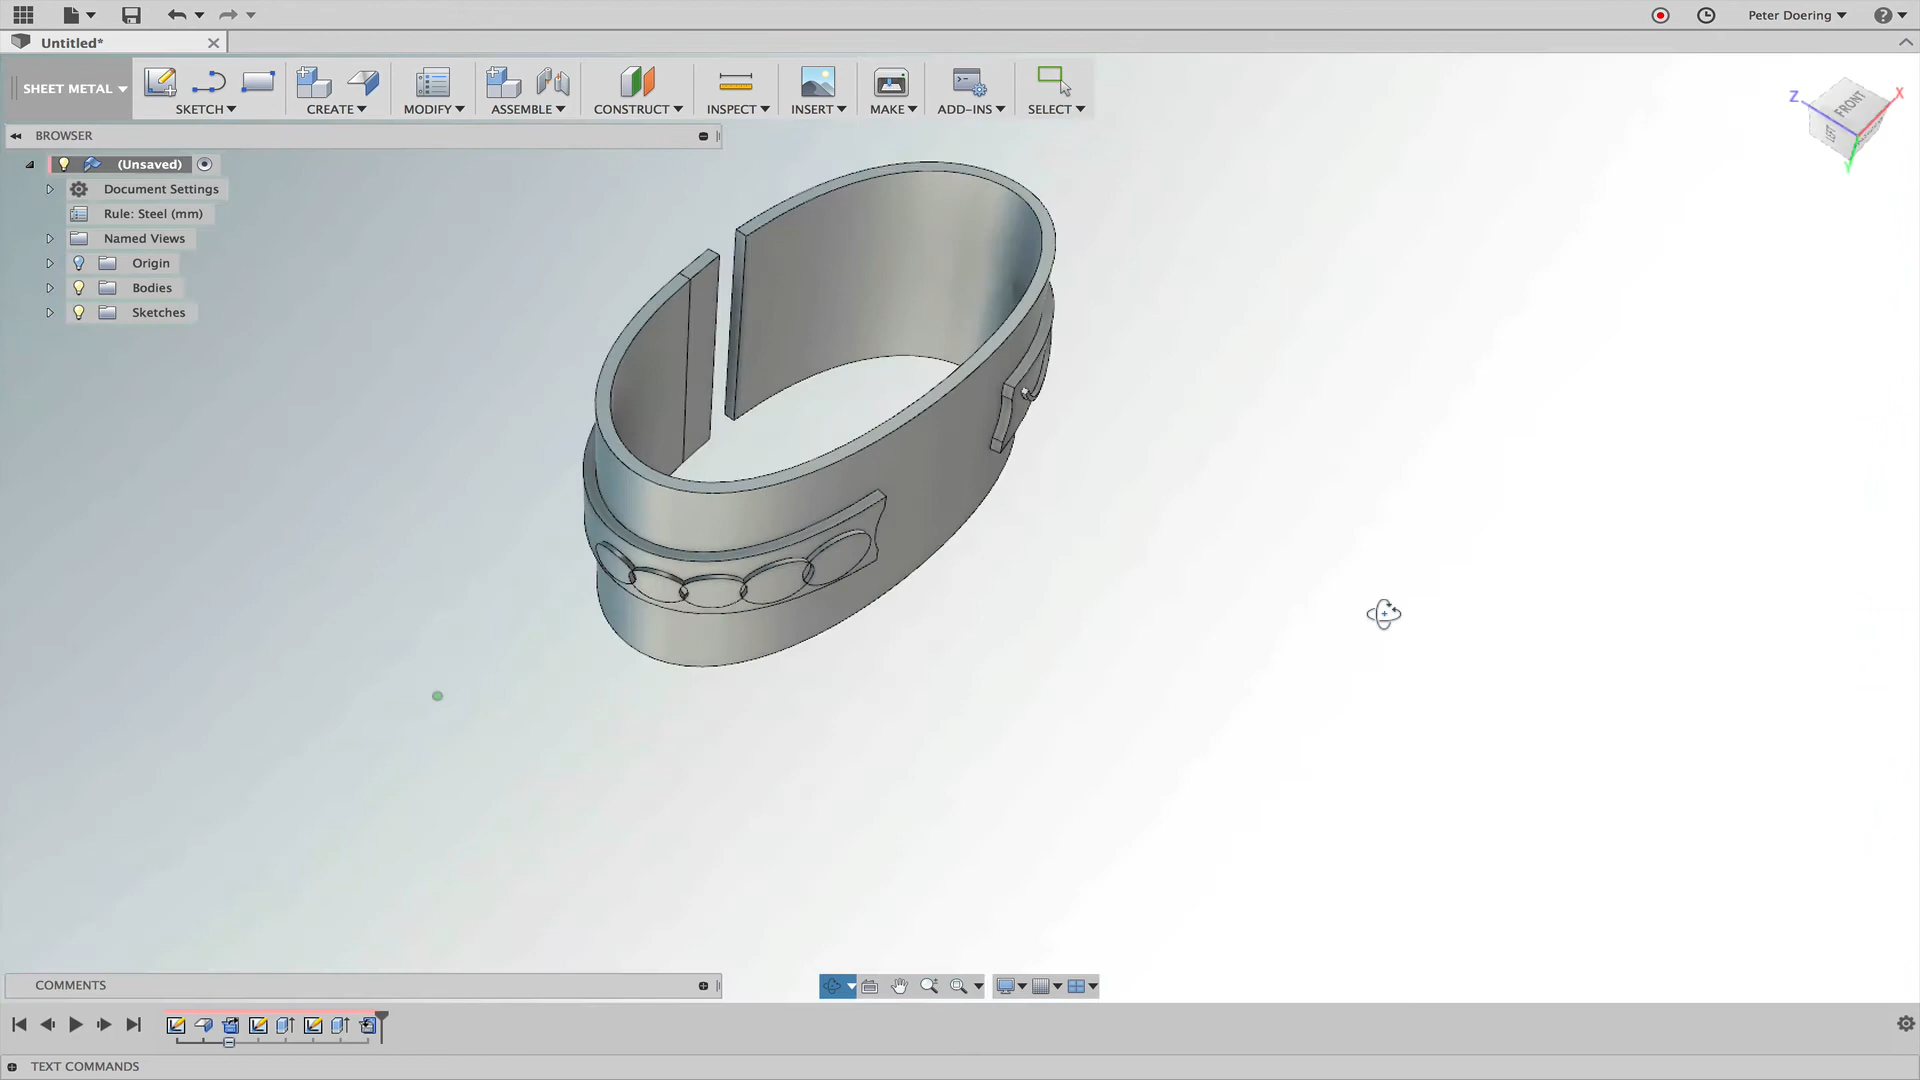 Peter Doering
Untitled*
SHEET METAL
SKETCH
CREATE
MODIFY
ASSEMBLE
CONSTRUCT
INSPECT
INSERT
MAKE
ADD-INS
SELECT
Z
X
FRONT
LEFT
Y
BROWSER
(Unsaved)
Document Settings
Rule: Steel (mm)
Named Views
Origin
Bodies
Sketches
COMMENTS
TEXT COMMANDS